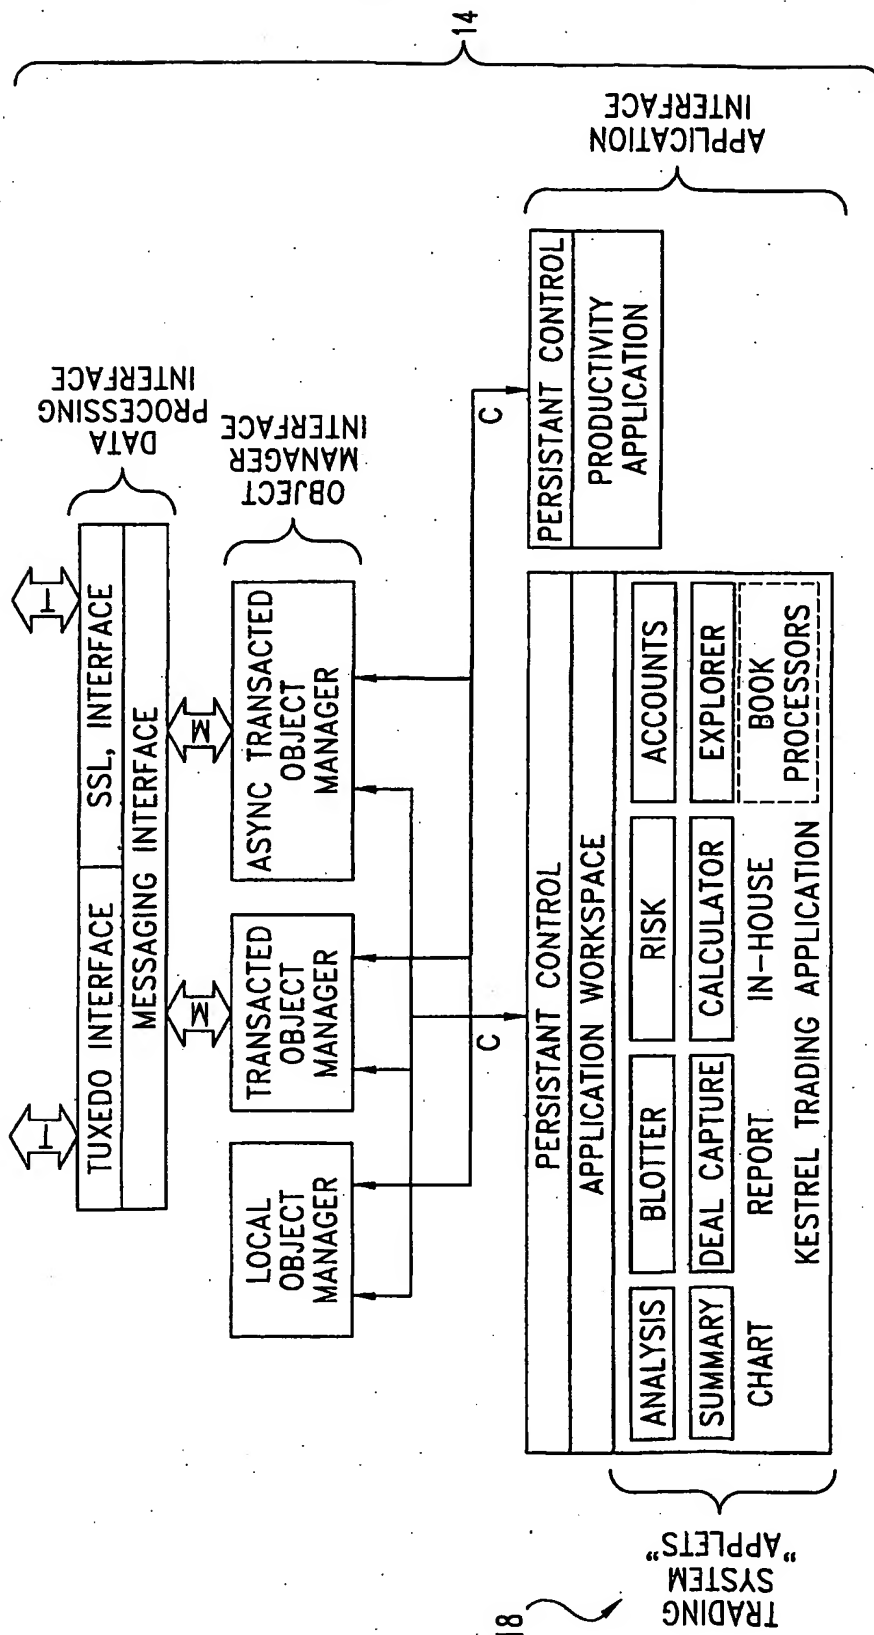 T
T
TUXEDO INTERFACE
SSL, INTERFACE
MESSAGING INTERFACE
DATA
PROCESSING
INTERFACE
M
M
LOCAL
OBJECT
MANAGER
TRANSACTED
OBJECT
MANAGER
ASYNC TRANSACTED
OBJECT
MANAGER
OBJECT
MANAGER
INTERFACE
C
C
PERSISTANT CONTROL
APPLICATION WORKSPACE
ANALYSIS
BLOTTER
RISK
ACCOUNTS
SUMMARY
DEAL CAPTURE
CALCULATOR
EXPLORER
CHART
REPORT
IN-HOUSE
BOOK
PROCESSORS
KESTREL TRADING APPLICATION
PERSISTANT CONTROL
PRODUCTIVITY
APPLICATION
APPLICATION
INTERFACE
TRADING
SYSTEM
"APPLETS"
18
14